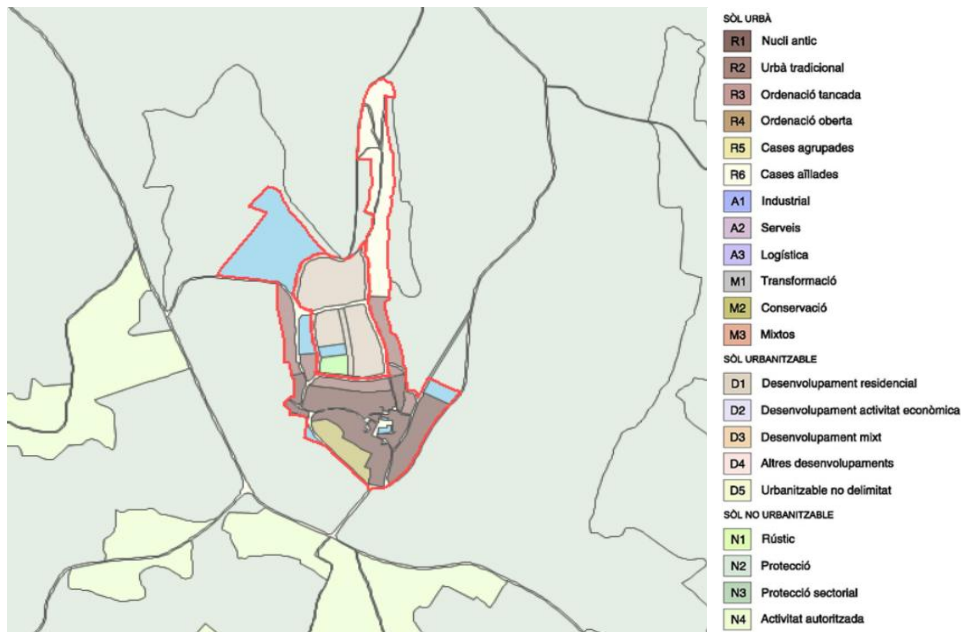 SÒL URBÀ
R1 Nucli antic
R2 Urbà tradicional
R3 Ordenació tancada
R4 Ordenació oberta
R5 Cases agrupades
R6 Cases aïllades
A1 Industrial
A2 Serveis
A3 Logística
M1 Transformació
M2 Conservació
M3 Mixtos
SÒL URBANITZABLE
D1 Desenvolupament residencial
D2 Desenvolupament activitat econòmica
D3 Desenvolupament mixt
D4 Altres desenvolupaments
D5 Urbanitzable no delimitat
SÒL NO URBANITZABLE
N1 Rústic
N2 Protecció
N3 Protecció sectorial
N4 Activitat autoritzada